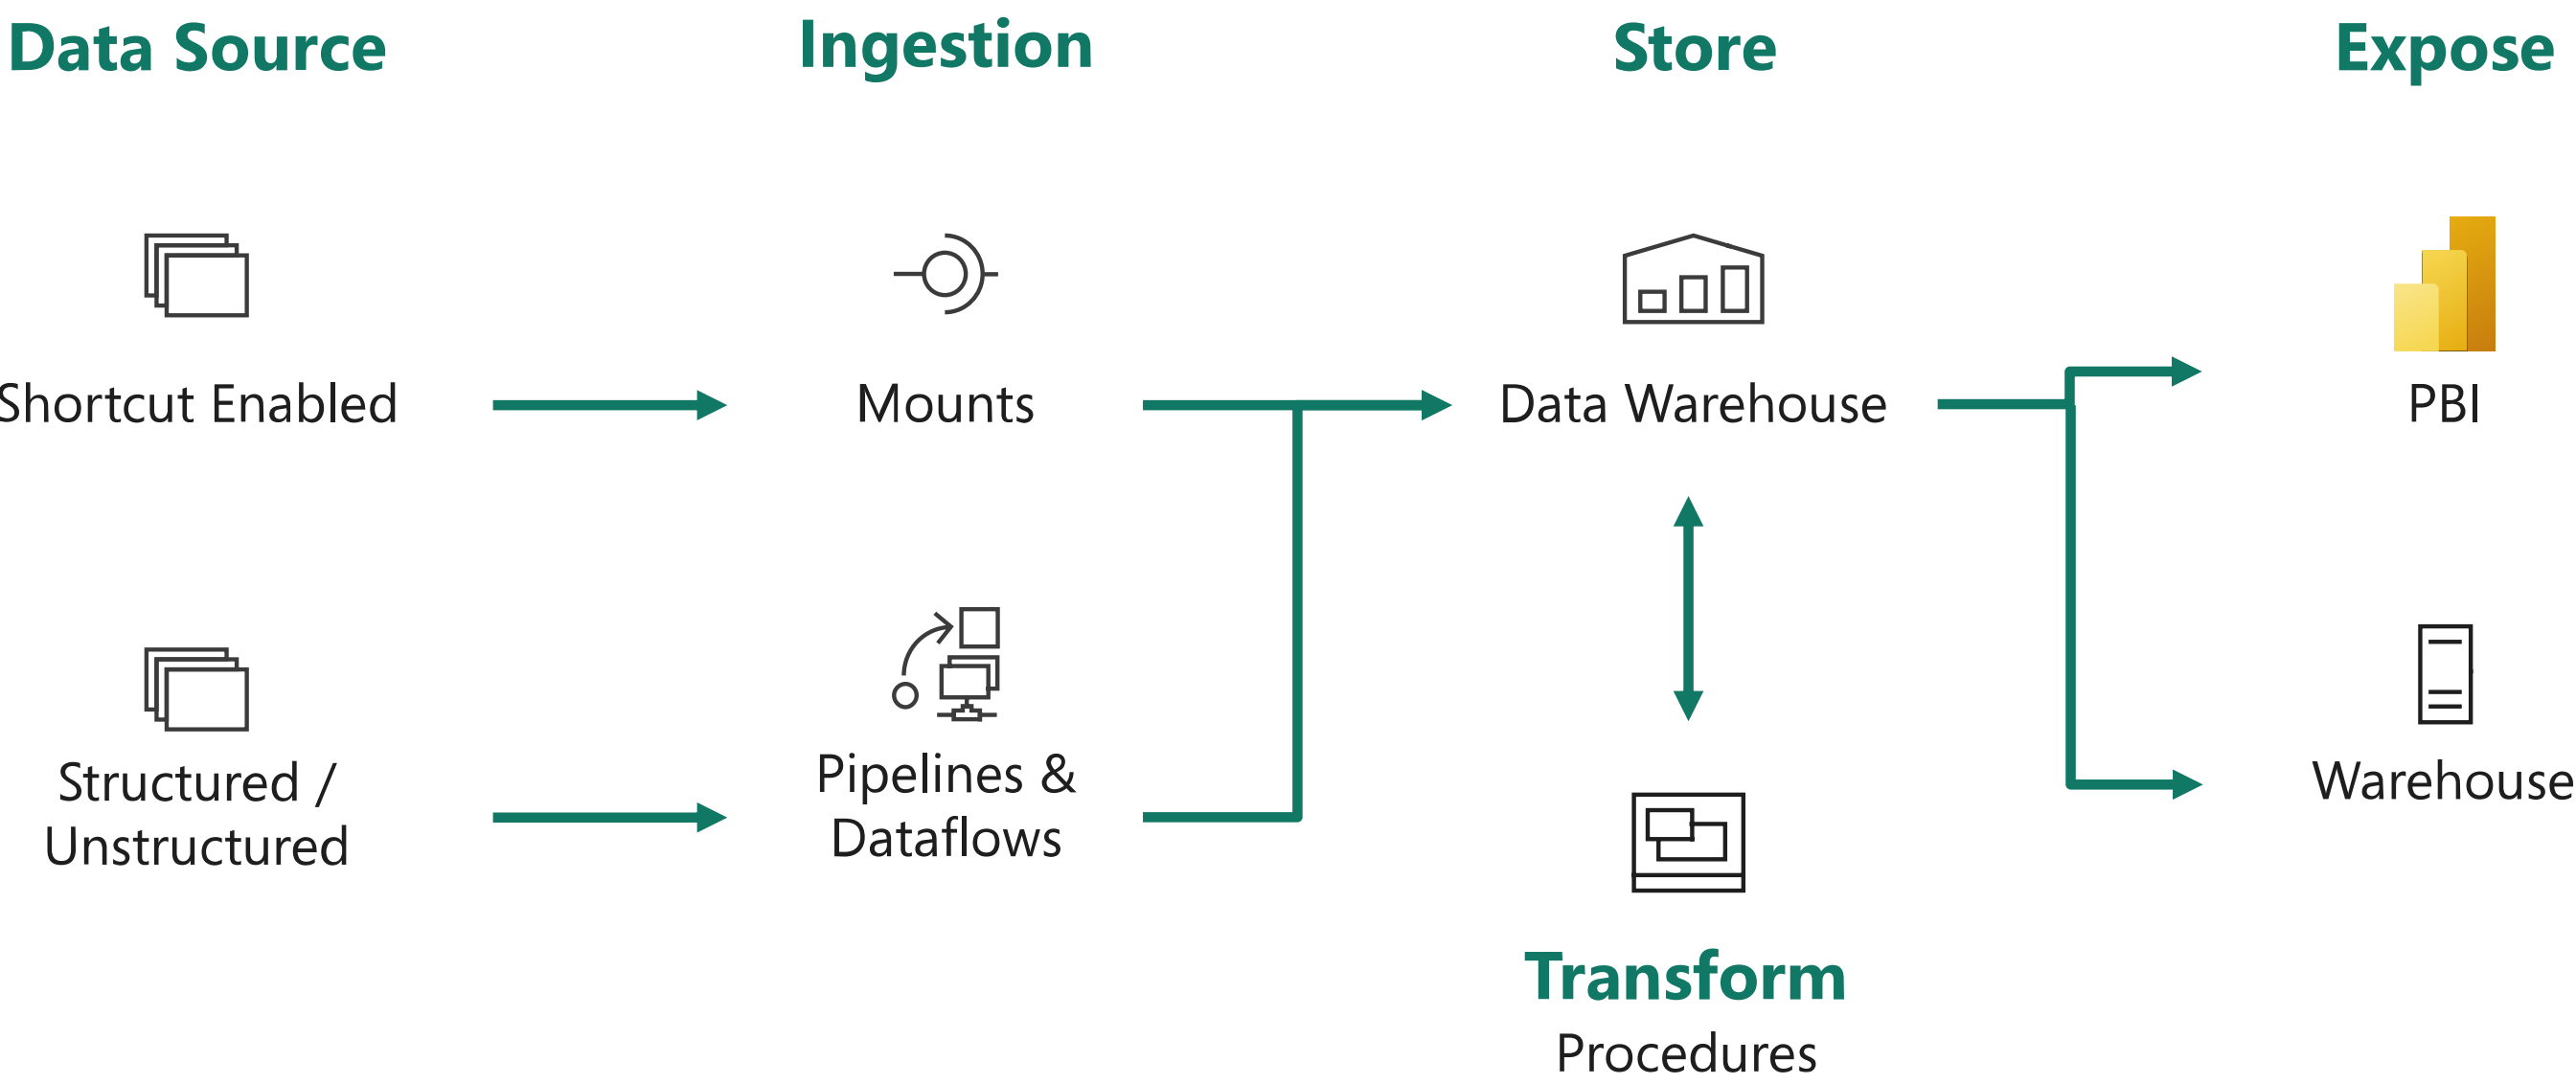 Data Source
Ingestion
Store
Expose
Shortcut Enabled
Mounts
Data Warehouse
PBI
Structured /
Unstructured
Pipelines &
Dataflows
Warehouse
Transform
Procedures